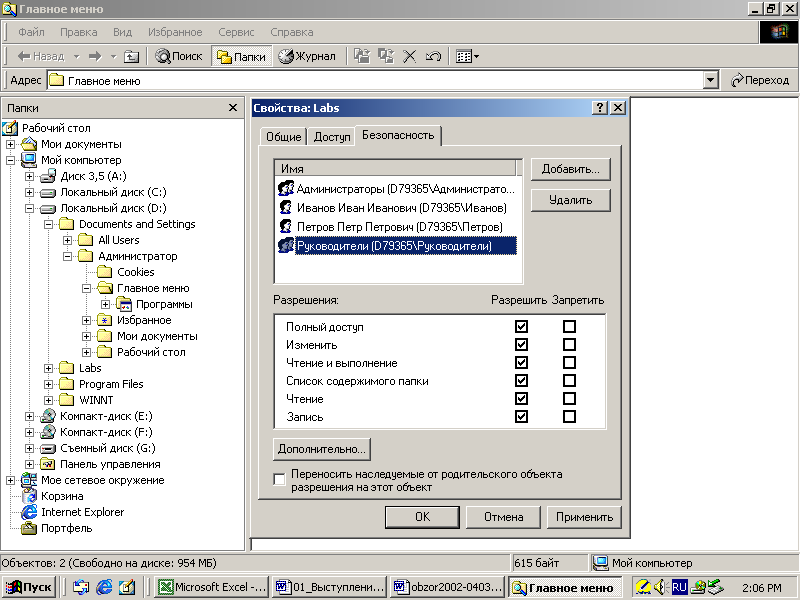 Главное меню
Файл Правка Вид Избранное Сервис Справка
Назад Поиск Папки Журнал
Адрес Главное меню Переход
Папки
Рабочий стол
Мои документы
Мой компьютер
Диск 3,5 (A:)
Локальный диск (C:)
Локальный диск (D:)
Documents and Settings
All Users
Администратор
Cookies
Главное меню
Программы
Избранное
Мои документы
Рабочий стол
Labs
Program Files
WINNT
Компакт-диск (E:)
Компакт-диск (F:)
Съемный диск (G:)
Панель управления
Мое сетевое окружение
Корзина
Internet Explorer
Портфель
Свойства: Labs
Общие Доступ Безопасность
Имя
Администраторы (D79365\Администрато...
Иванов Иван Иванович (D79365\Иванов)
Петров Петр Петрович (D79365\Петров)
Руководители (D79365\Руководители)
Добавить...
Удалить
Разрешения: Разрешить Запретить
Полный доступ
Изменить
Чтение и выполнение
Список содержимого папки
Чтение
Запись
Дополнительно...
Переносить наследуемые от родительского объекта
разрешения на этот объект
OK Отмена Применить
Объектов: 2 (Свободно на диске: 954 МБ) 615 байт Мой компьютер
Пуск Microsoft Excel -... 01_Выступлени... obzor2002-0403... Главное меню RU 2:06 PM